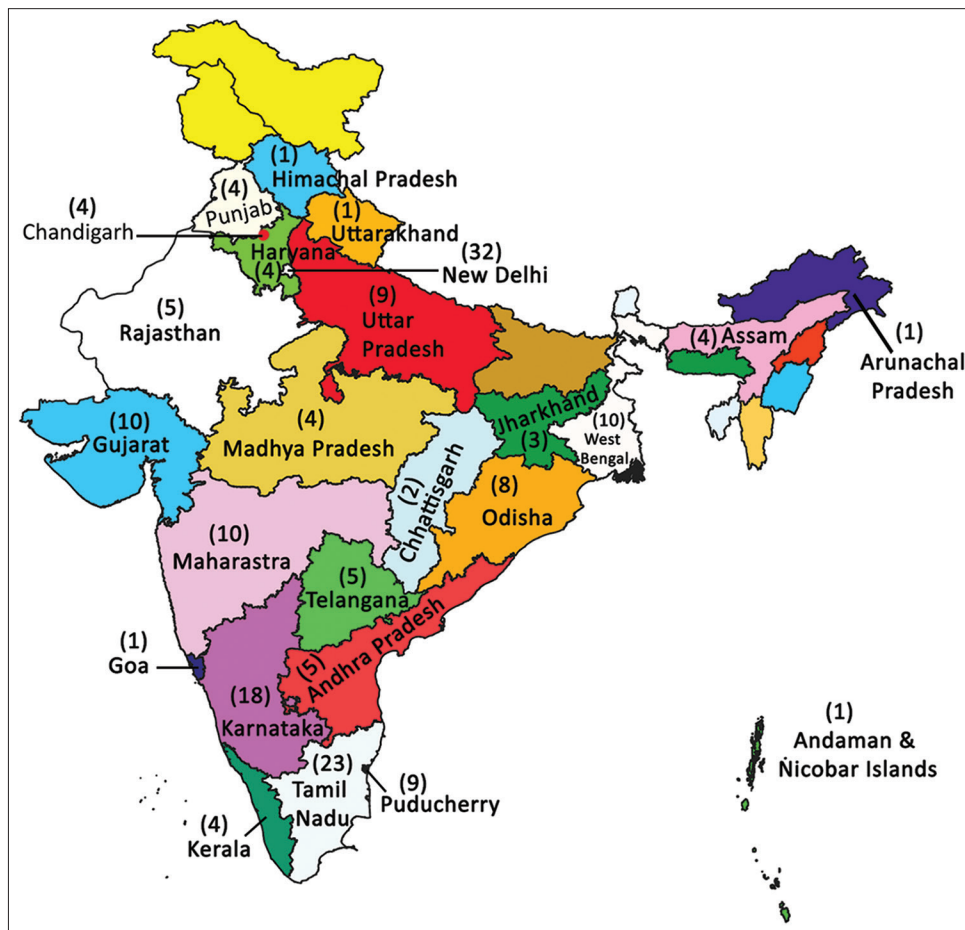 (1)
Himachal Pradesh
(4)
Punjab
(4)
Chandigarh
(1)
Uttarakhand
Haryana
(4)
(32)
New Delhi
(5)
Rajasthan
(9)
Uttar
Pradesh
(4) Assam
(1)
Arunachal
Pradesh
(10)
Gujarat
(4)
Madhya Pradesh
Jharkhand
(3)
(10)
West
Bengal
(2)
Chhattisgarh
(8)
Odisha
(10)
Maharastra
(5)
Telangana
(5)
Andhra Pradesh
(1)
Goa
(18)
Karnataka
(23)
Tamil
Nadu
(9)
Puducherry
(4)
Kerala
(1)
Andaman &
Nicobar Islands